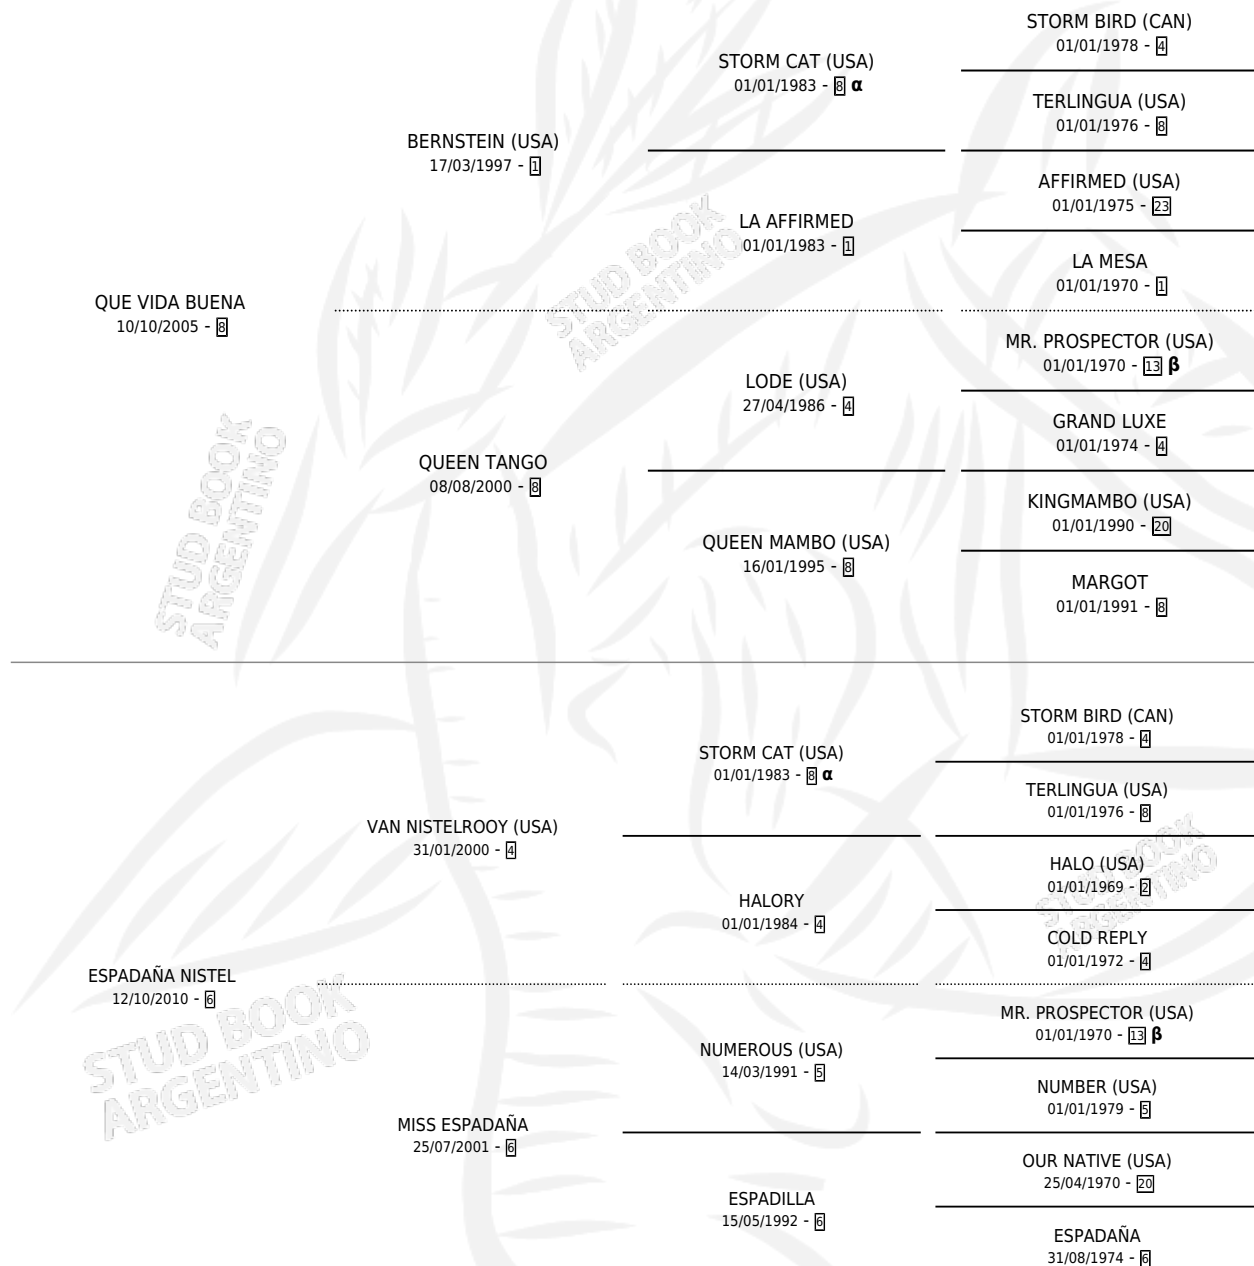 STORM BIRD (CAN)
01/01/1978 - 4
STORM CAT (USA)
01/01/1983 - 8 α
TERLINGUA (USA)
01/01/1976 - 8
BERNSTEIN (USA)
17/03/1997 - 1
AFFIRMED (USA)
01/01/1975 - 23
LA AFFIRMED
01/01/1983 - 1
LA MESA
01/01/1970 - 1
QUE VIDA BUENA
10/10/2005 - 8
MR. PROSPECTOR (USA)
01/01/1970 - 13 β
LODE (USA)
27/04/1986 - 4
GRAND LUXE
01/01/1974 - 4
QUEEN TANGO
08/08/2000 - 8
KINGMAMBO (USA)
01/01/1990 - 20
QUEEN MAMBO (USA)
16/01/1995 - 8
MARGOT
01/01/1991 - 8
STORM BIRD (CAN)
01/01/1978 - 4
STORM CAT (USA)
01/01/1983 - 8 α
TERLINGUA (USA)
01/01/1976 - 8
VAN NISTELROOY (USA)
31/01/2000 - 4
HALO (USA)
01/01/1969 - 2
HALORY
01/01/1984 - 4
COLD REPLY
01/01/1972 - 4
ESPADAÑA NISTEL
12/10/2010 - 6
MR. PROSPECTOR (USA)
01/01/1970 - 13 β
NUMEROUS (USA)
14/03/1991 - 5
NUMBER (USA)
01/01/1979 - 5
MISS ESPADAÑA
25/07/2001 - 6
OUR NATIVE (USA)
25/04/1970 - 20
ESPADILLA
15/05/1992 - 6
ESPADAÑA
31/08/1974 - 6
STUD BOOK
ARGENTINO
STUD BOOK
ARGENTINO
STUD BOOK
ARGENTINO
STUD BOOK
ARGENTINO